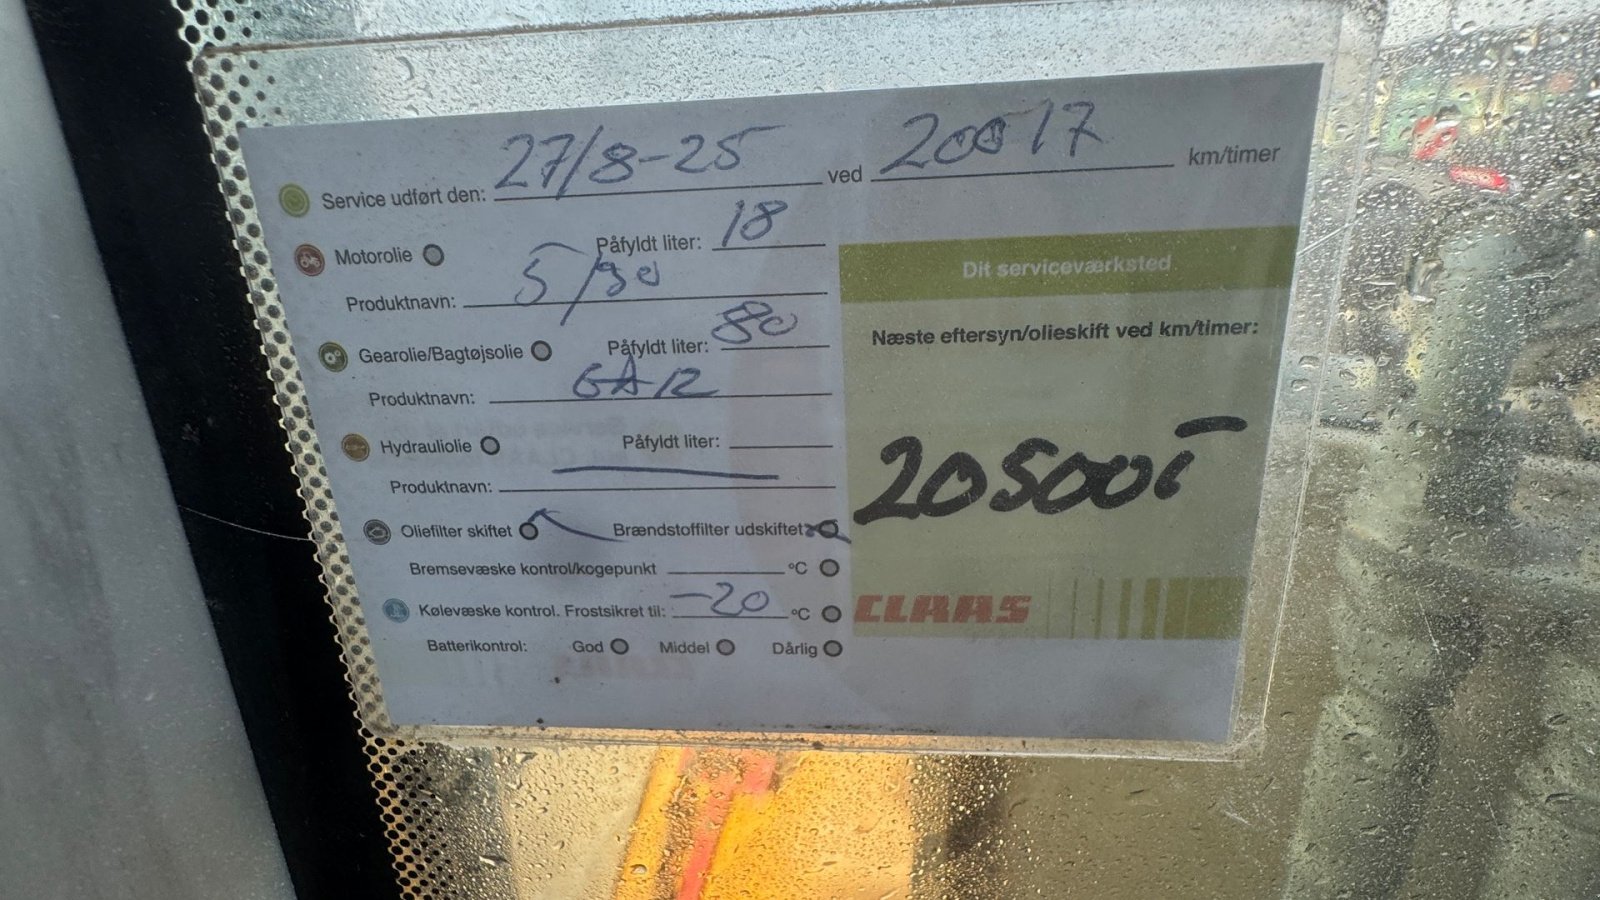 Service udført den: 27/8-25 ved 20017 km/timer
Motorolie Påfyldt liter: 18
Produktnavn: 5/30
Gearolie/Bagtøjsolie Påfyldt liter: 80
Produktnavn:
Hydrauliolie Påfyldt liter:
Produktnavn:
Oliefilter skiftet Brændstoffilter udskiftet
Bremsevæske kontrol/kogepunkt °C
Kølevæske kontrol. Frostsikret til: -20 °C
Batterikontrol: God Middel Dårlig
Dit serviceværksted
Næste eftersyn/olieskift ved km/timer:
20500
CLAAS